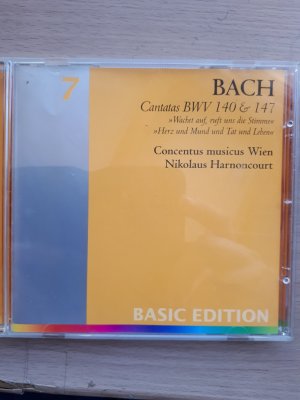 7
BACH
Cantatas BWV 140 & 147
»Wachet auf, ruft uns die Stimme«
»Herz und Mund und Tat und Leben«
Concentus musicus Wien
Nikolaus Harnoncourt
BASIC EDITION